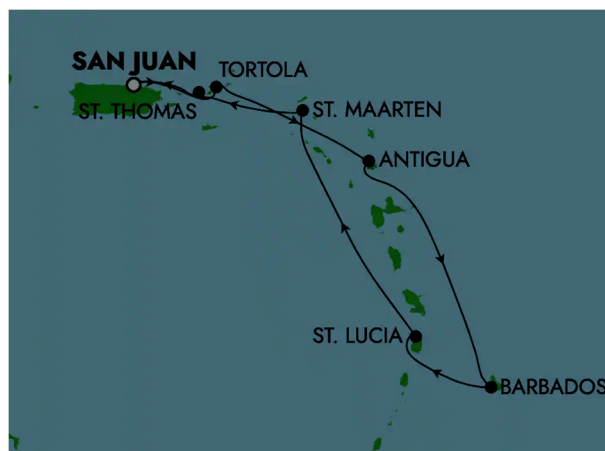 SAN JUAN
TORTOLA
ST. THOMAS
ST. MAARTEN
ANTIGUA
ST. LUCIA
BARBADOS